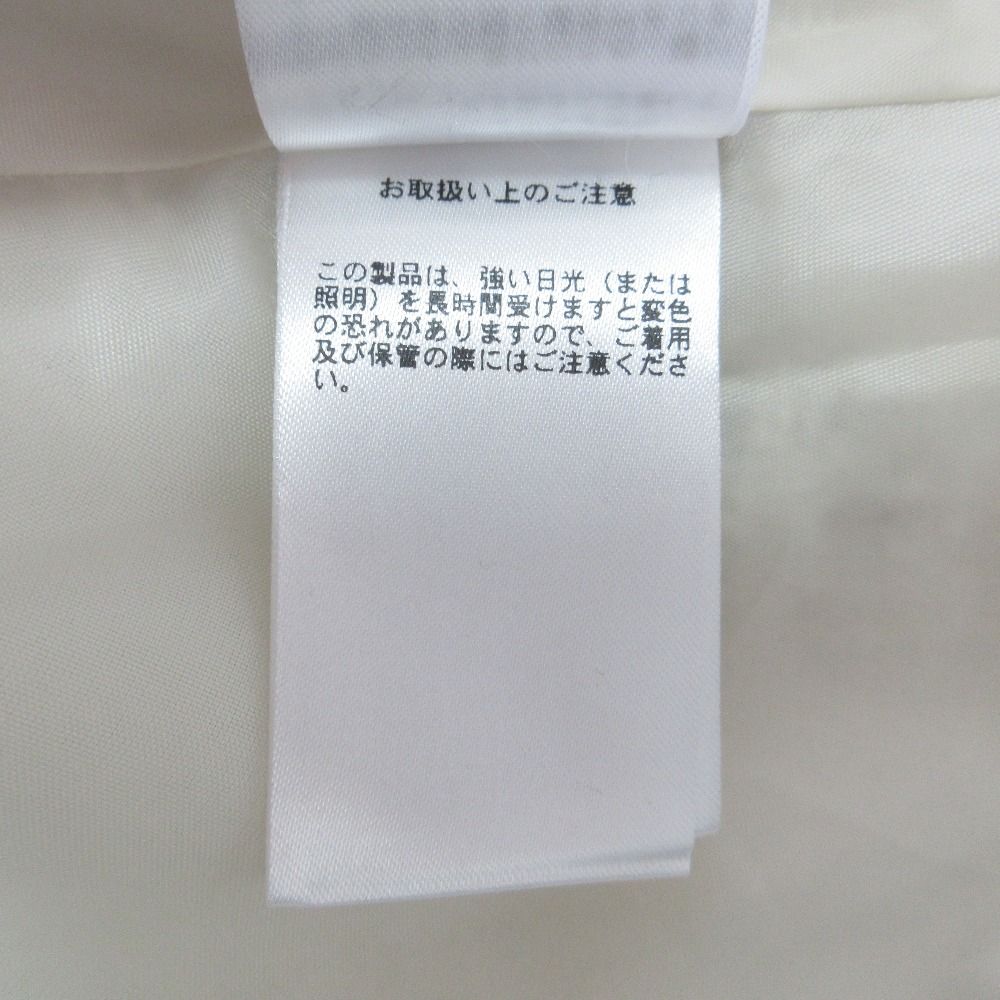 お取扱い上のご注意
この製品は、強い日光（または
照明）を長時間受けますと変色
の恐れがありますので、ご着用
及び保管の際にはご注意くださ
い。